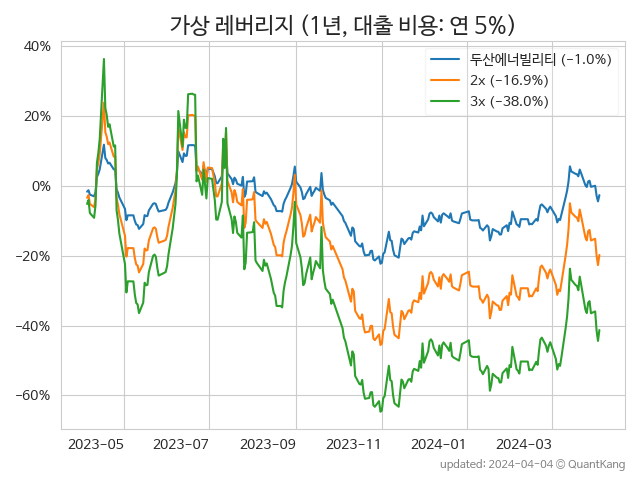 가상 레버리지 (1년, 대출 비용: 연 5%)
두산에너빌리티 (−1.0%)
2x (−16.9%)
3x (−38.0%)
40%
20%
0%
−20%
−40%
−60%
2023-05 2023-07 2023-09 2023-11 2024-01 2024-03
updated: 2024-04-04 © QuantKang